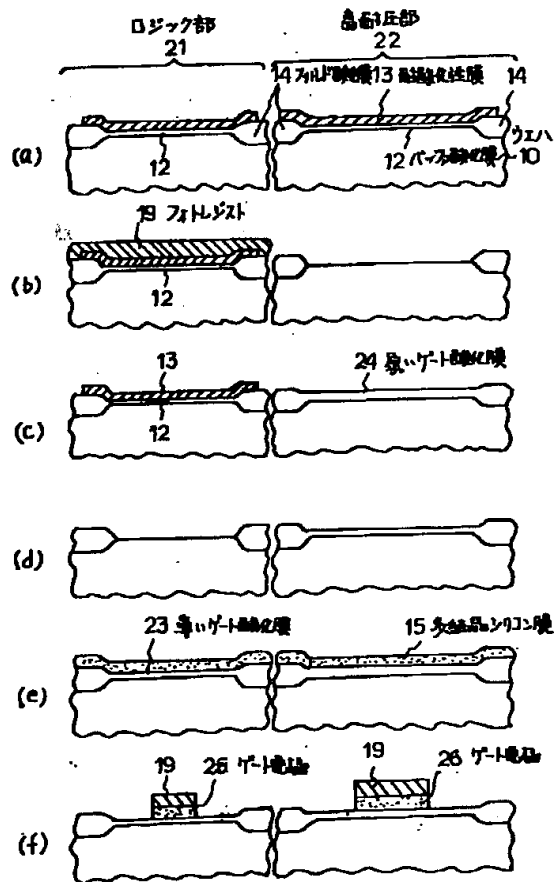 ロジック部
21
高耐圧部
22
14 フィルド酸化膜
13 耐酸化性膜
14
12
12 バッファ酸化膜
ウエハ
10
(a)
19 フォトレジスト
12
(b)
13
12
24 厚いゲート酸化膜
(c)
(d)
23 薄いゲート酸化膜
15 多結晶シリコン膜
(e)
19
26 ゲート電極
19
26 ゲート電極
(f)